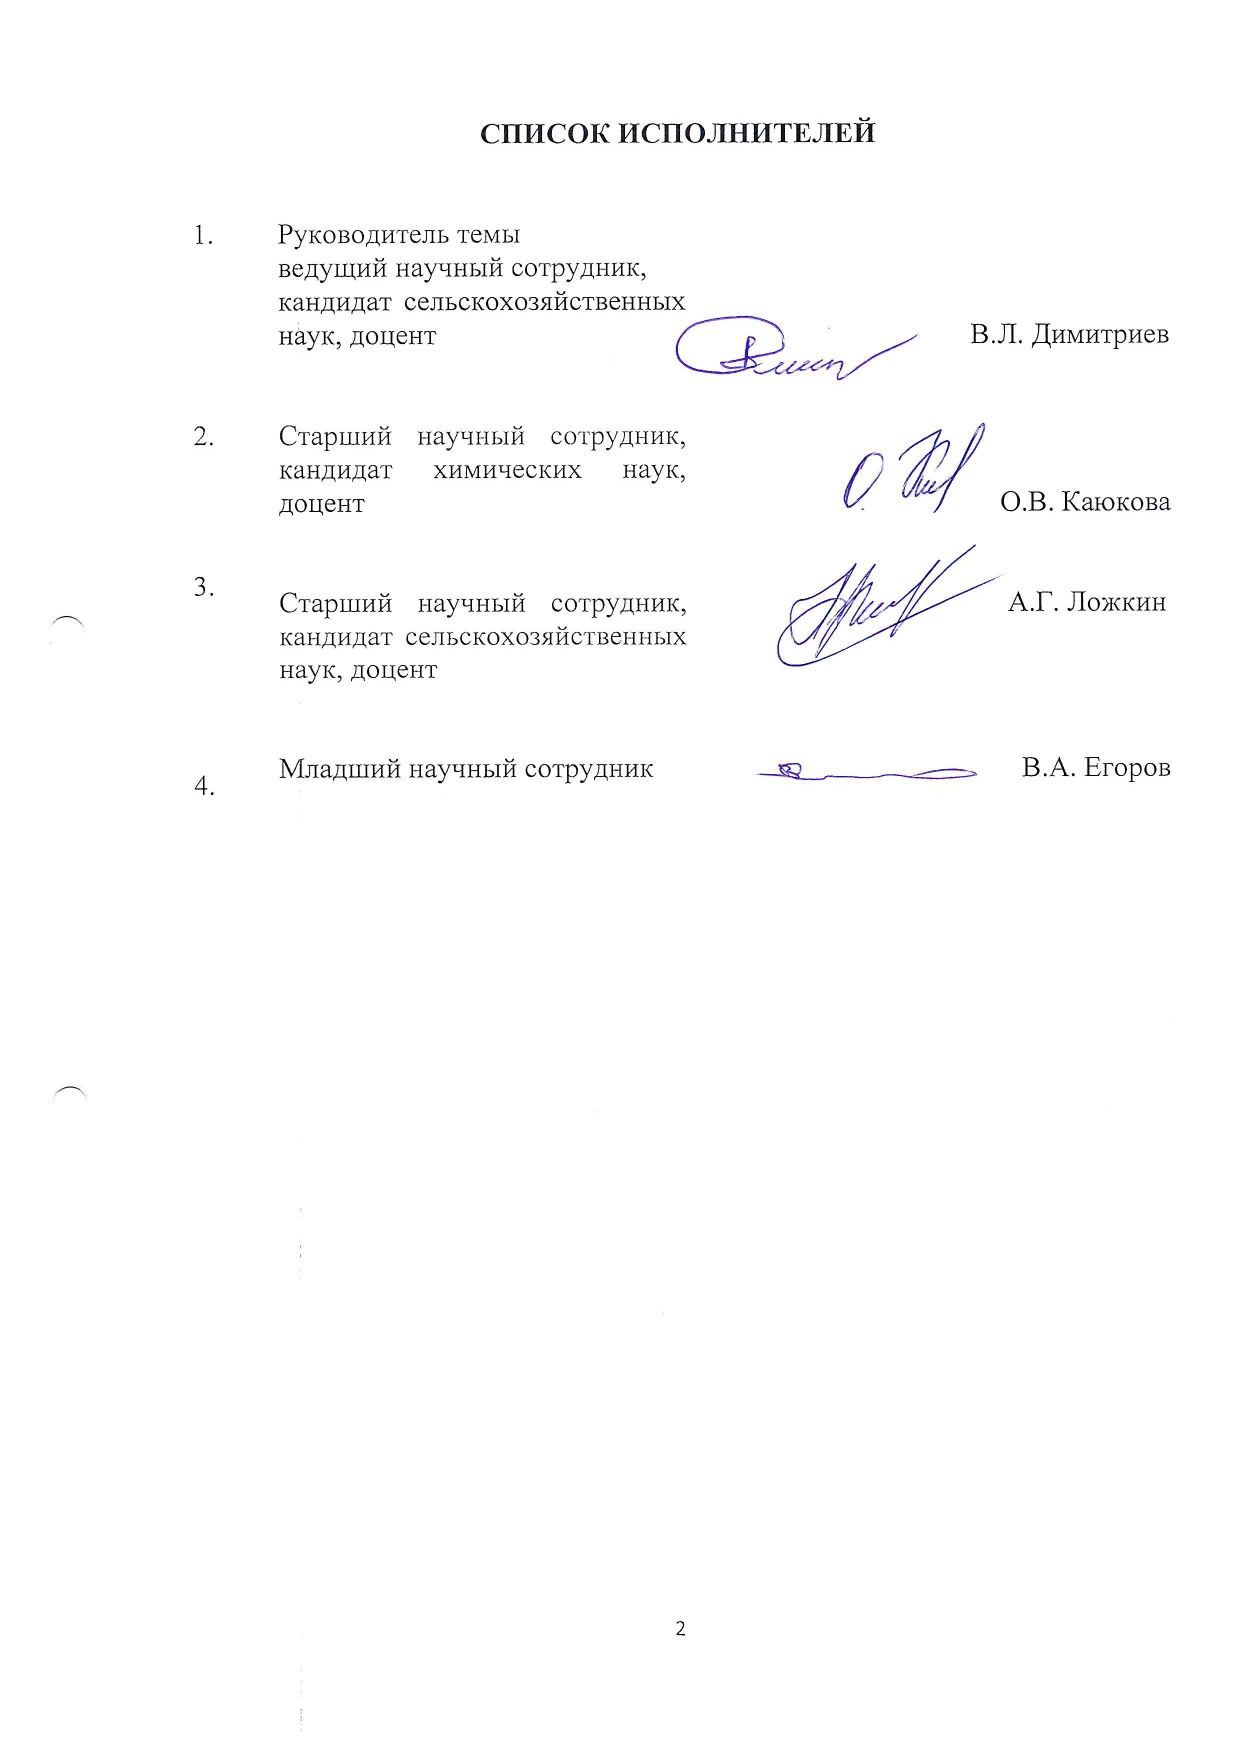 СПИСОК ИСПОЛНИТЕЛЕЙ
1. Руководитель темы
ведущий научный сотрудник,
кандидат сельскохозяйственных
наук, доцент В.Л. Димитриев
2. Старший научный сотрудник,
кандидат химических наук,
доцент О.В. Каюкова
3.
Старший научный сотрудник, А.Г. Ложкин
кандидат сельскохозяйственных
наук, доцент
Младший научный сотрудник В.А. Егоров
4.
2